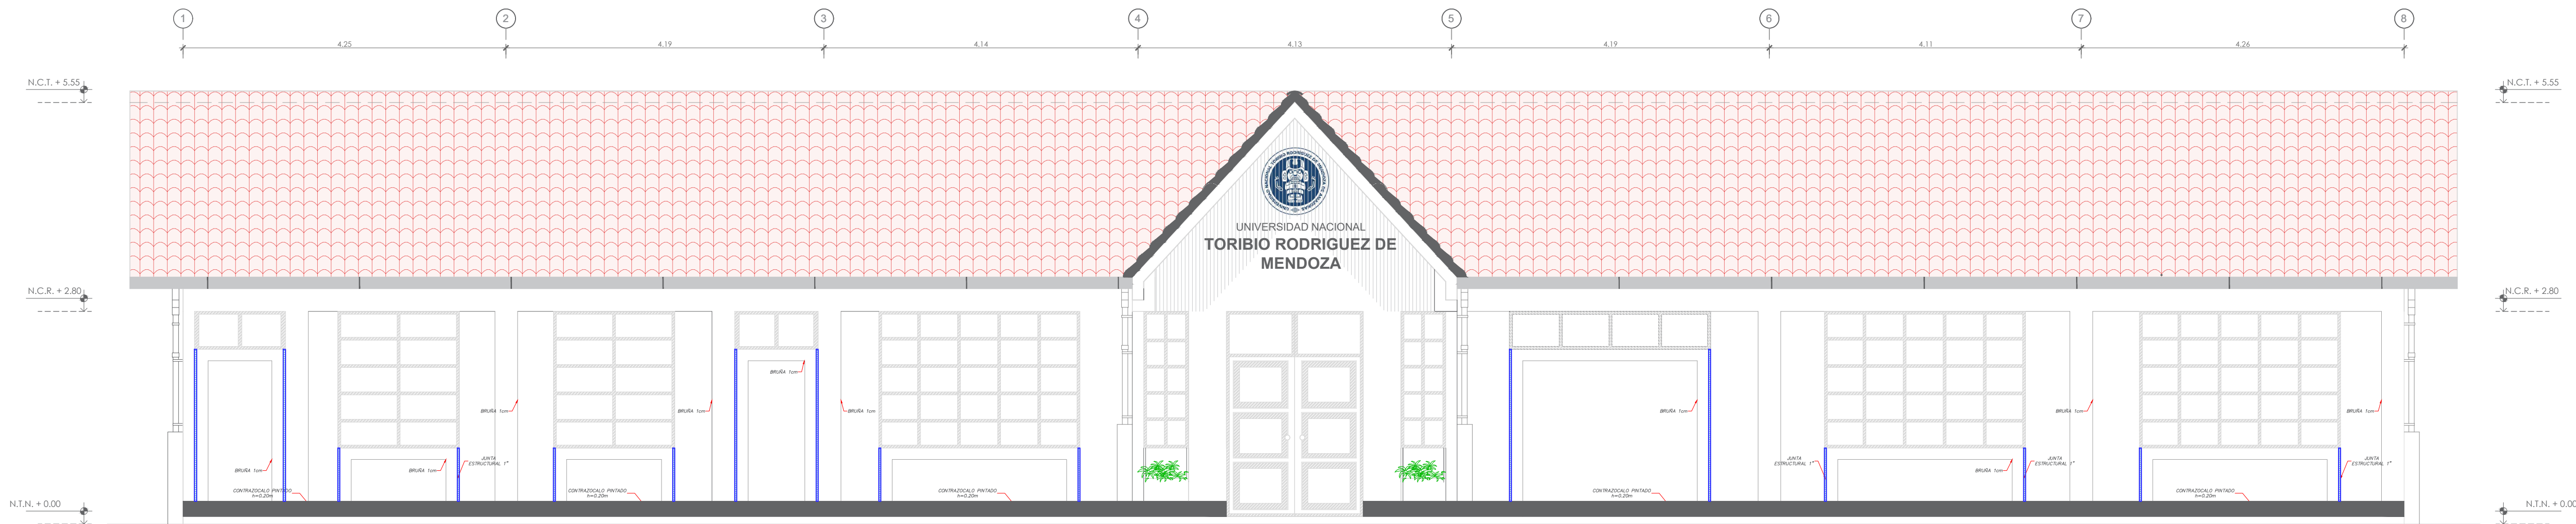 1 2 3 4 5 6 7 8
4.25 4.19 4.14 4.13 4.19 4.11 4.26
N.C.T. + 5.55
N.C.T. + 5.55
UNIVERSIDAD NACIONAL
TORIBIO RODRIGUEZ DE
MENDOZA
N.C.R. + 2.80
N.C.R. + 2.80
BRUÑA 1cm
BRUÑA 1cm
BRUÑA 1cm
BRUÑA 1cm
BRUÑA 1cm
BRUÑA 1cm
BRUÑA 1cm
BRUÑA 1cm
BRUÑA 1cm
BRUÑA 1cm
JUNTA
ESTRUCTURAL 1"
JUNTA
ESTRUCTURAL 1"
JUNTA
ESTRUCTURAL 1"
JUNTA
ESTRUCTURAL 1"
CONTRAZOCALO PINTADO
h=0.20m
CONTRAZOCALO PINTADO
h=0.20m
CONTRAZOCALO PINTADO
h=0.20m
CONTRAZOCALO PINTADO
h=0.20m
CONTRAZOCALO PINTADO
h=0.20m
N.T.N. + 0.00
N.T.N. + 0.00